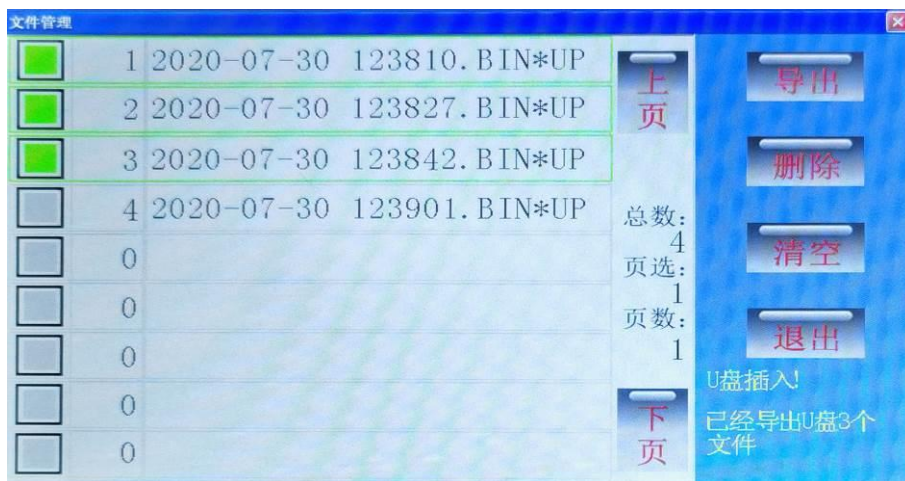 文件管理
1 2020-07-30 123810.BIN*UP
2 2020-07-30 123827.BIN*UP
3 2020-07-30 123842.BIN*UP
4 2020-07-30 123901.BIN*UP
0
0
0
0
0
上页
总数:
4
页选:
1
页数:
1
下页
导出
删除
清空
退出
U盘插入!
已经导出U盘3个
文件